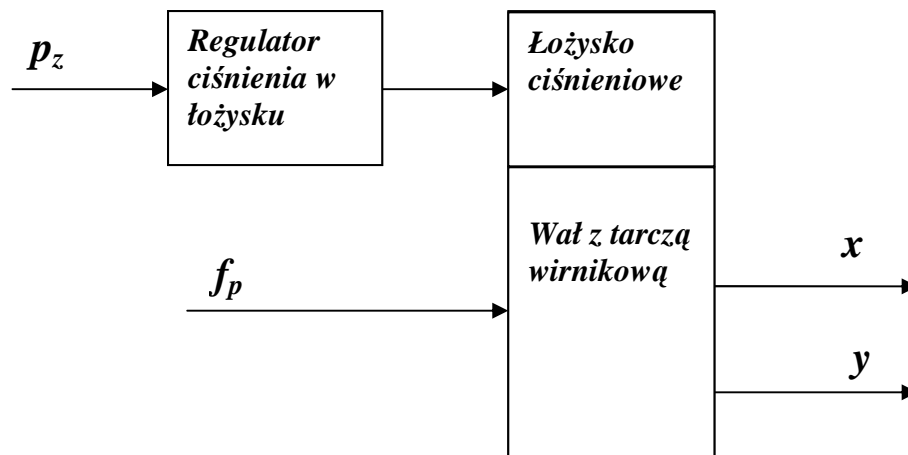 p_z
Regulator
ciśnienia w
łożysku
Łożysko
ciśnieniowe
f_p
Wał z tarczą
wirnikową
x
y